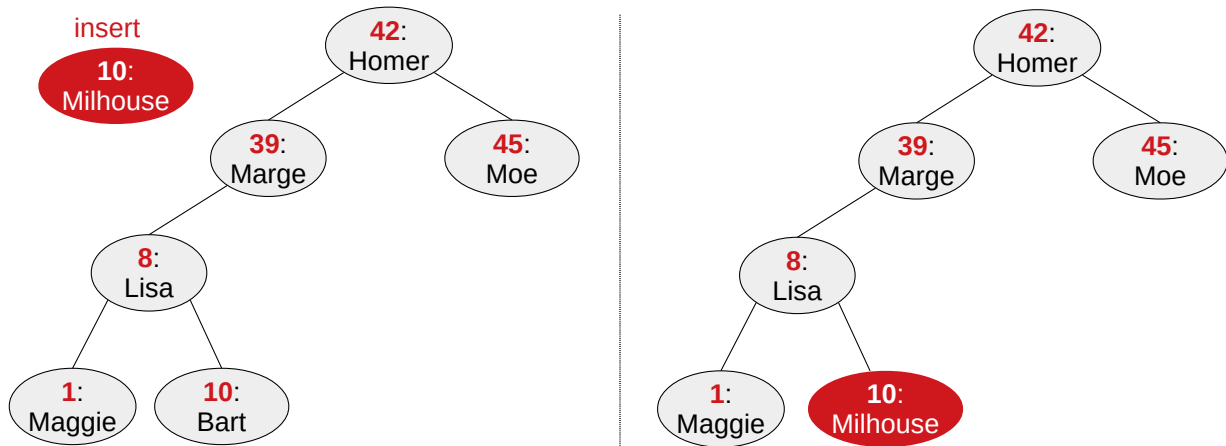 insert
10:
Milhouse
42:
Homer
39:
Marge
45:
Moe
8:
Lisa
1:
Maggie
10:
Bart
42:
Homer
39:
Marge
45:
Moe
8:
Lisa
1:
Maggie
10:
Milhouse